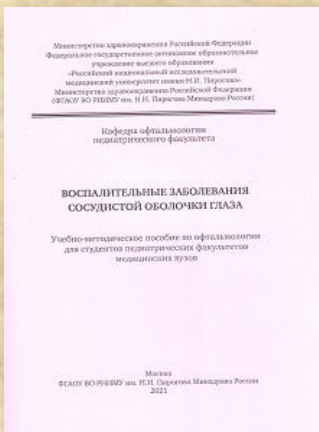 Министерство здравоохранения Российской Федерации
Федеральное государственное автономное образовательное
учреждение высшего образования
«Российский национальный исследовательский
медицинский университет имени Н.И. Пирогова»
Министерства здравоохранения Российской Федерации
(ФГАОУ ВО РНИМУ им. Н.И. Пирогова Минздрава России)
Кафедра офтальмологии
педиатрического факультета
ВОСПАЛИТЕЛЬНЫЕ ЗАБОЛЕВАНИЯ
СОСУДИСТОЙ ОБОЛОЧКИ ГЛАЗА
Учебно-методическое пособие по офтальмологии
для студентов педиатрических факультетов
медицинских вузов
Москва
ФГАОУ ВО РНИМУ им. Н.И. Пирогова Минздрава России
2021